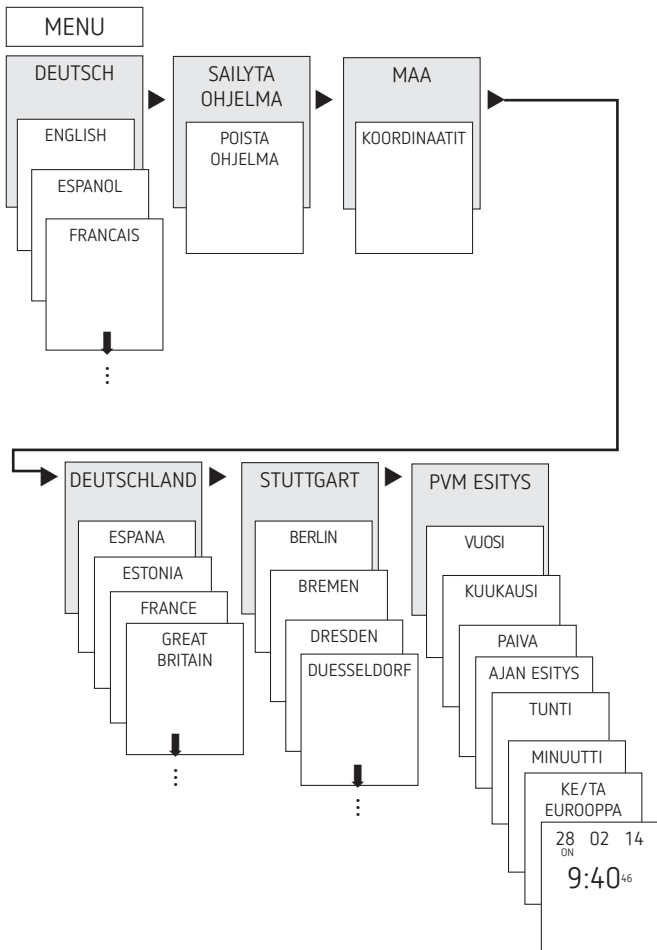 MENU
DEUTSCH
ENGLISH
ESPANOL
FRANCAIS
SAILYTA
OHJELMA
POISTA
OHJELMA
MAA
KOORDINAATIT
DEUTSCHLAND
ESPANA
ESTONIA
FRANCE
GREAT
BRITAIN
STUTTGART
BERLIN
BREMEN
DRESDEN
DUESSELDORF
PVM ESITYS
VUOSI
KUUKAUSI
PAIVA
AJAN ESITYS
TUNTI
MINUUTTI
KE/TA
EUROOPPA
28 02 14
ON
9:40 46